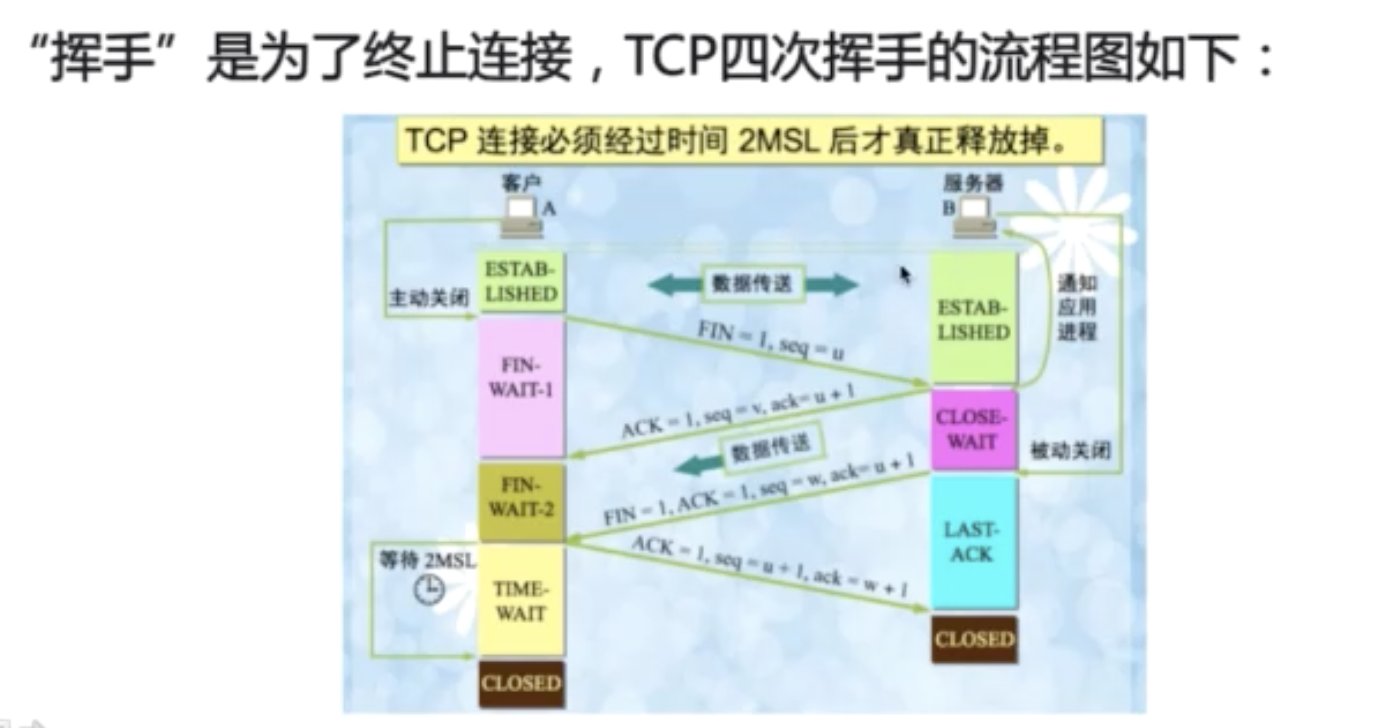 “挥手”是为了终止连接，TCP四次挥手的流程图如下：
TCP 连接必须经过时间 2MSL 后才真正释放掉。
客户
A
服务器
B
ESTAB-
LISHED
主动关闭
数据传送
ESTAB-
LISHED
通知
应用
进程
FIN = 1, seq = u
FIN-
WAIT-1
ACK = 1, seq = v, ack= u + 1
CLOSE-
WAIT
被动关闭
数据传送
FIN-
WAIT-2
FIN = 1, ACK = 1, seq = w, ack= u + 1
LAST-
ACK
ACK = 1, seq = u + 1, ack = w + 1
等待 2MSL
TIME-
WAIT
CLOSED
CLOSED